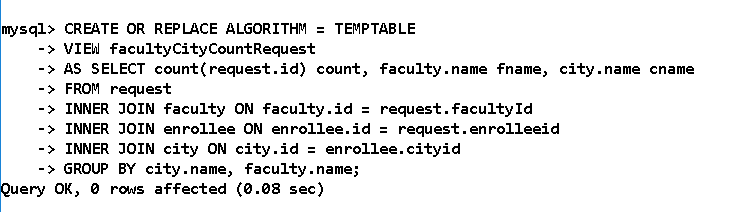 mysql> CREATE OR REPLACE ALGORITHM = TEMPTABLE
-> VIEW facultyCityCountRequest
-> AS SELECT count(request.id) count, faculty.name fname, city.name cname
-> FROM request
-> INNER JOIN faculty ON faculty.id = request.facultyId
-> INNER JOIN enrollee ON enrollee.id = request.enrolleeid
-> INNER JOIN city ON city.id = enrollee.cityid
-> GROUP BY city.name, faculty.name;
Query OK, 0 rows affected (0.08 sec)